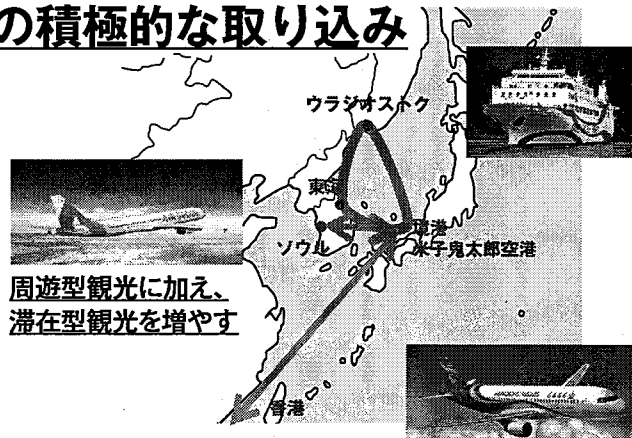 の積極的な取り込み
ウラジオストク
東海
境港
ソウル
米子鬼太郎空港
周遊型観光に加え、
滞在型観光を増やす
香港